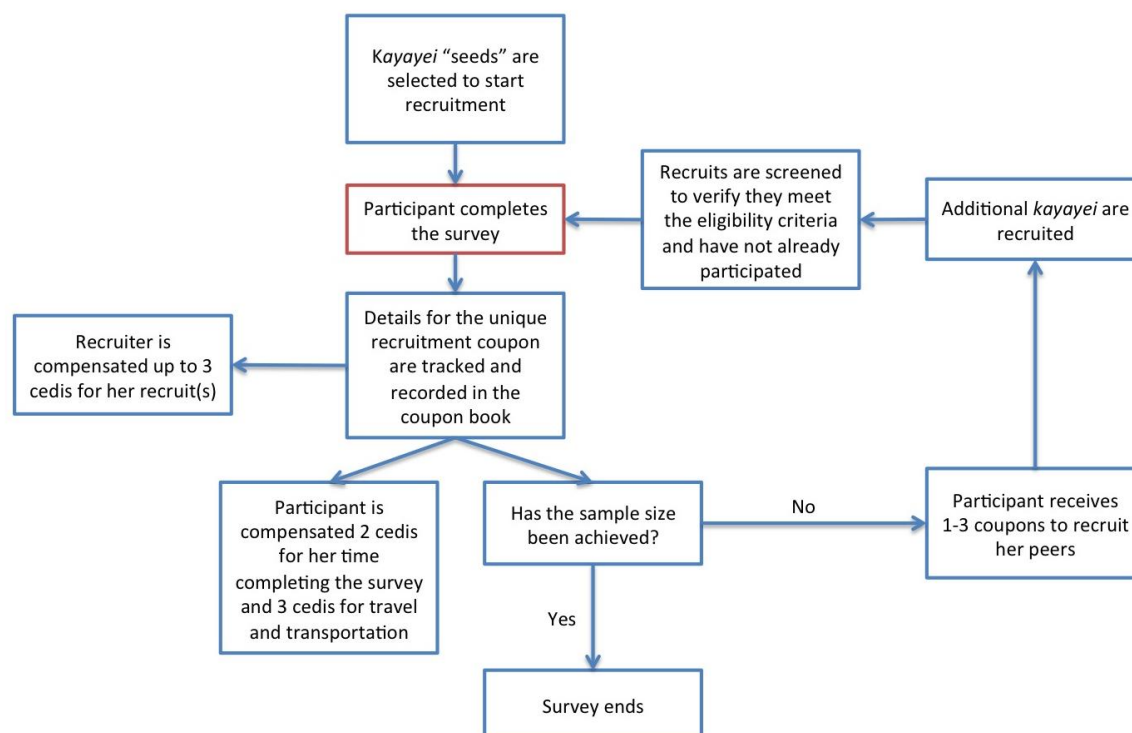 Kayayei “seeds” are
selected to start
recruitment
Participant completes
the survey
Recruits are screened
to verify they meet
the eligibility criteria
and have not already
participated
Additional kayayei are
recruited
Details for the unique
recruitment coupon
are tracked and
recorded in the
coupon book
Recruiter is
compensated up to 3
cedis for her recruit(s)
Participant is
compensated 2 cedis
for her time
completing the survey
and 3 cedis for travel
and transportation
Has the sample size
been achieved?
No
Participant receives
1-3 coupons to recruit
her peers
Yes
Survey ends